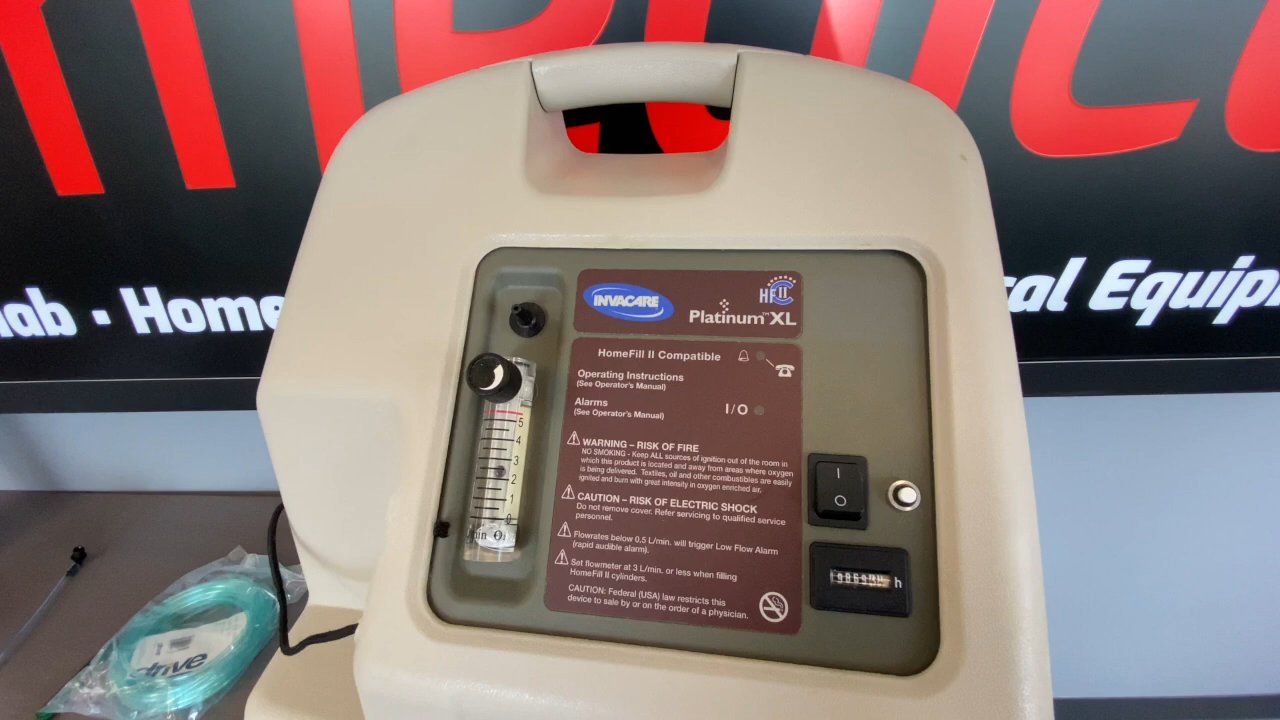 ab · Home
cal Equip
INVACARE
HF II
Platinum™ XL
HomeFill II Compatible
Operating Instructions
(See Operator's Manual)
Alarms
(See Operator's Manual)
I/O
WARNING – RISK OF FIRE
NO SMOKING - Keep ALL sources of ignition out of the room in
which this product is located and away from areas where oxygen
is being delivered. Textiles, oil and other combustibles are easily
ignited and burn with great intensity in oxygen enriched air.
CAUTION – RISK OF ELECTRIC SHOCK
Do not remove cover. Refer servicing to qualified service
personnel.
Flowrates below 0.5 L/min. will trigger Low Flow Alarm
(rapid audible alarm).
Set flowmeter at 3 L/min. or less when filling
HomeFill II cylinders.
CAUTION: Federal (USA) law restricts this
device to sale by or on the order of a physician.
5
4
3
2
1
0
I
O
h
drive